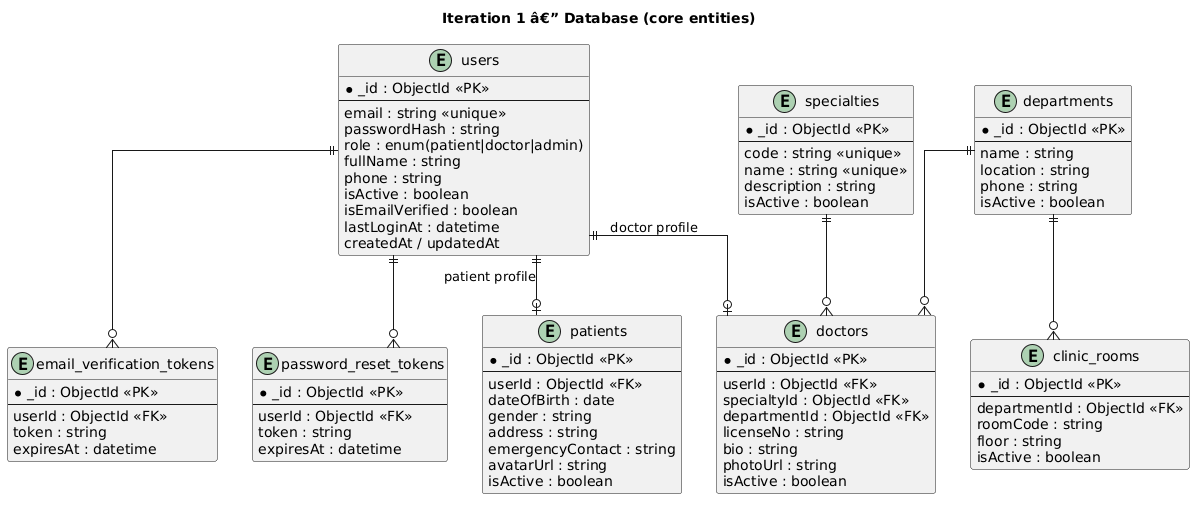 Iteration 1 â€” Database (core entities)
E users
* _id : ObjectId «PK»
email : string «unique»
passwordHash : string
role : enum(patient|doctor|admin)
fullName : string
phone : string
isActive : boolean
isEmailVerified : boolean
lastLoginAt : datetime
createdAt / updatedAt
E specialties
* _id : ObjectId «PK»
code : string «unique»
name : string «unique»
description : string
isActive : boolean
E departments
* _id : ObjectId «PK»
name : string
location : string
phone : string
isActive : boolean
doctor profile
patient profile
E email_verification_tokens
* _id : ObjectId «PK»
userId : ObjectId «FK»
token : string
expiresAt : datetime
E password_reset_tokens
* _id : ObjectId «PK»
userId : ObjectId «FK»
token : string
expiresAt : datetime
E patients
* _id : ObjectId «PK»
userId : ObjectId «FK»
dateOfBirth : date
gender : string
address : string
emergencyContact : string
avatarUrl : string
isActive : boolean
E doctors
* _id : ObjectId «PK»
userId : ObjectId «FK»
specialtyId : ObjectId «FK»
departmentId : ObjectId «FK»
licenseNo : string
bio : string
photoUrl : string
isActive : boolean
E clinic_rooms
* _id : ObjectId «PK»
departmentId : ObjectId «FK»
roomCode : string
floor : string
isActive : boolean